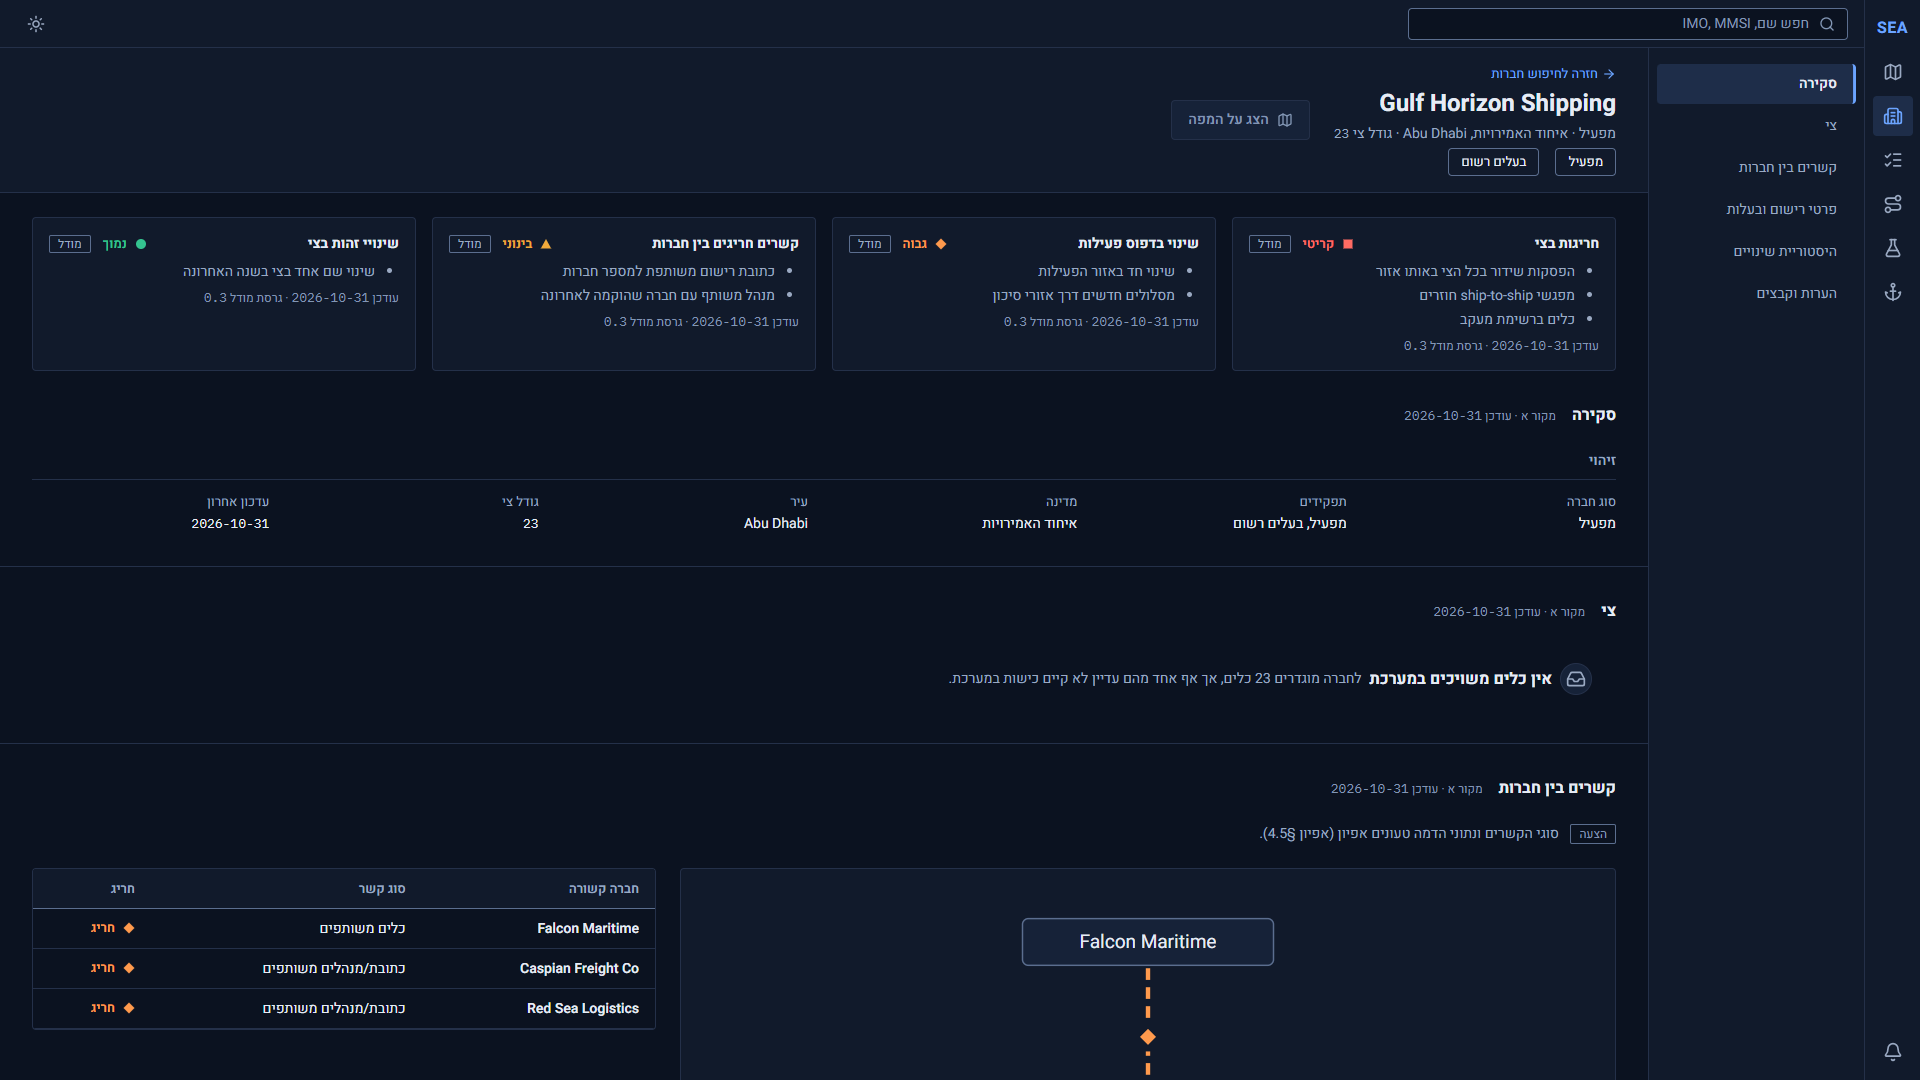 SEA
חפש שם, IMO, MMSI
סקירה
צי
קשרים בין חברות
פרטי רישום ובעלות
היסטוריית שינויים
הערות וקבצים
חזרה לחיפוש חברות
Gulf Horizon Shipping
מפעיל · איחוד האמירויות, Abu Dhabi · גודל צי 23
מפעיל
בעלים רשום
הצג על המפה
חריגות בצי
קריטי
מודל
הפסקות שידור בכל הצי באותו אזור
מפגשי ship-to-ship חוזרים
כלים ברשימת מעקב
עודכן 2026-10-31 · גרסת מודל 0.3
שינוי בדפוס פעילות
גבוה
מודל
שינוי חד באזור הפעילות
מסלולים חדשים דרך אזורי סיכון
עודכן 2026-10-31 · גרסת מודל 0.3
קשרים חריגים בין חברות
בינוני
מודל
כתובת רישום משותפת למספר חברות
מנהל משותף עם חברה שהוקמה לאחרונה
עודכן 2026-10-31 · גרסת מודל 0.3
שינויי זהות בצי
נמוך
מודל
שינוי שם אחד בצי בשנה האחרונה
עודכן 2026-10-31 · גרסת מודל 0.3
סקירה
מקור א · עודכן 2026-10-31
זיהוי
סוג חברה
מפעיל
תפקידים
מפעיל, בעלים רשום
מדינה
איחוד האמירויות
עיר
Abu Dhabi
גודל צי
23
עדכון אחרון
2026-10-31
צי
מקור א · עודכן 2026-10-31
אין כלים משויכים במערכת
לחברה מוגדרים 23 כלים, אך אף אחד מהם עדיין לא קיים כישות במערכת.
קשרים בין חברות
מקור א · עודכן 2026-10-31
הצעה
סוגי הקשרים ונתוני הדמה טעונים אפיון (אפיון §4.5).
Falcon Maritime
חברה קשורה
סוג קשר
חריג
Falcon Maritime
כלים משותפים
חריג
Caspian Freight Co
כתובת/מנהלים משותפים
חריג
Red Sea Logistics
כתובת/מנהלים משותפים
חריג